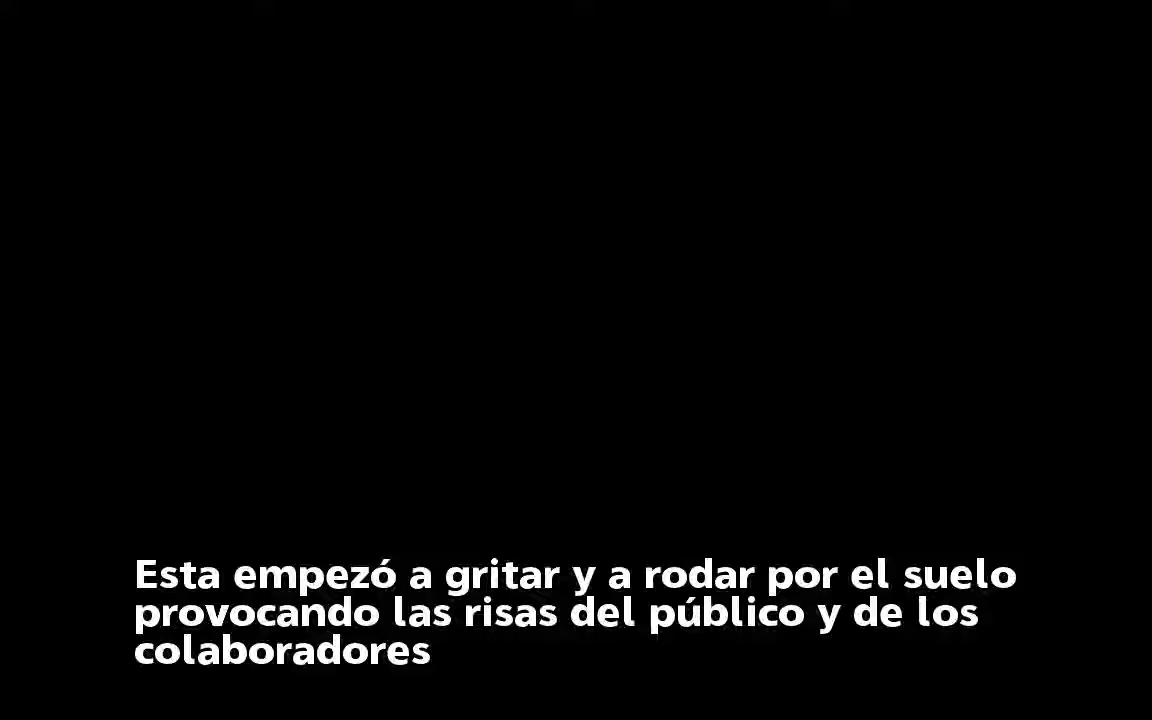 Esta empezó a gritar y a rodar por el suelo
provocando las risas del público y de los
colaboradores